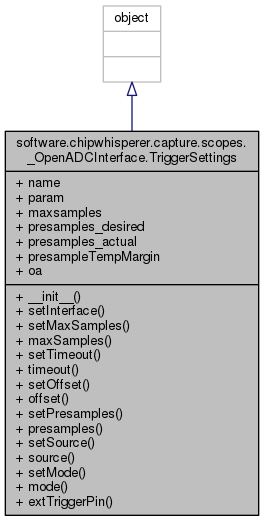 object
software.chipwhisperer.capture.scopes.
_OpenADCInterface.TriggerSettings
+ name
+ param
+ maxsamples
+ presamples_desired
+ presamples_actual
+ presampleTempMargin
+ oa
+ __init__()
+ setInterface()
+ setMaxSamples()
+ maxSamples()
+ setTimeout()
+ timeout()
+ setOffset()
+ offset()
+ setPresamples()
+ presamples()
+ setSource()
+ source()
+ setMode()
+ mode()
+ extTriggerPin()